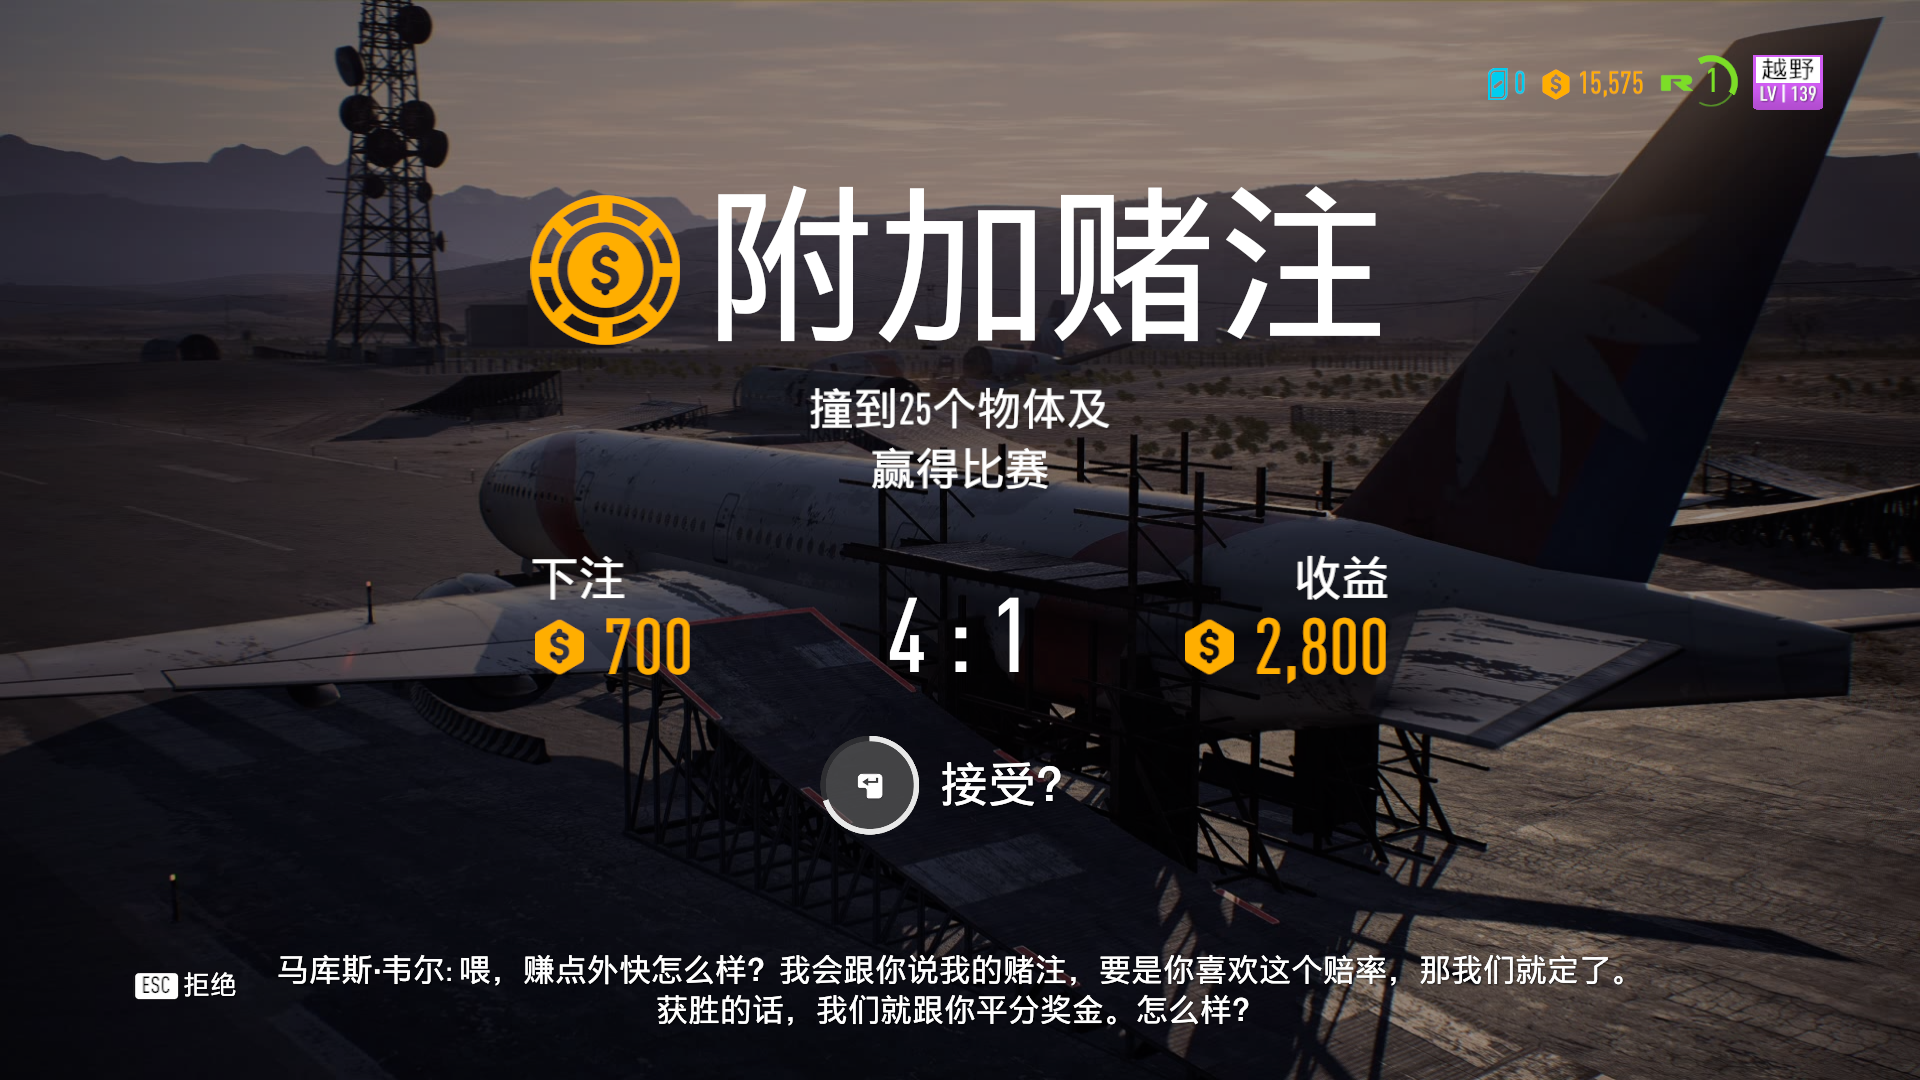 0 15,575 R 1 越野
LV | 139
附加赌注
撞到25个物体及
赢得比赛
下注 收益
700 4 : 1 2,800
接受?
马库斯·韦尔: 喂，赚点外快怎么样？我会跟你说我的赌注，要是你喜欢这个赔率，那我们就定了。
ESC 拒绝
获胜的话，我们就跟你平分奖金。怎么样？